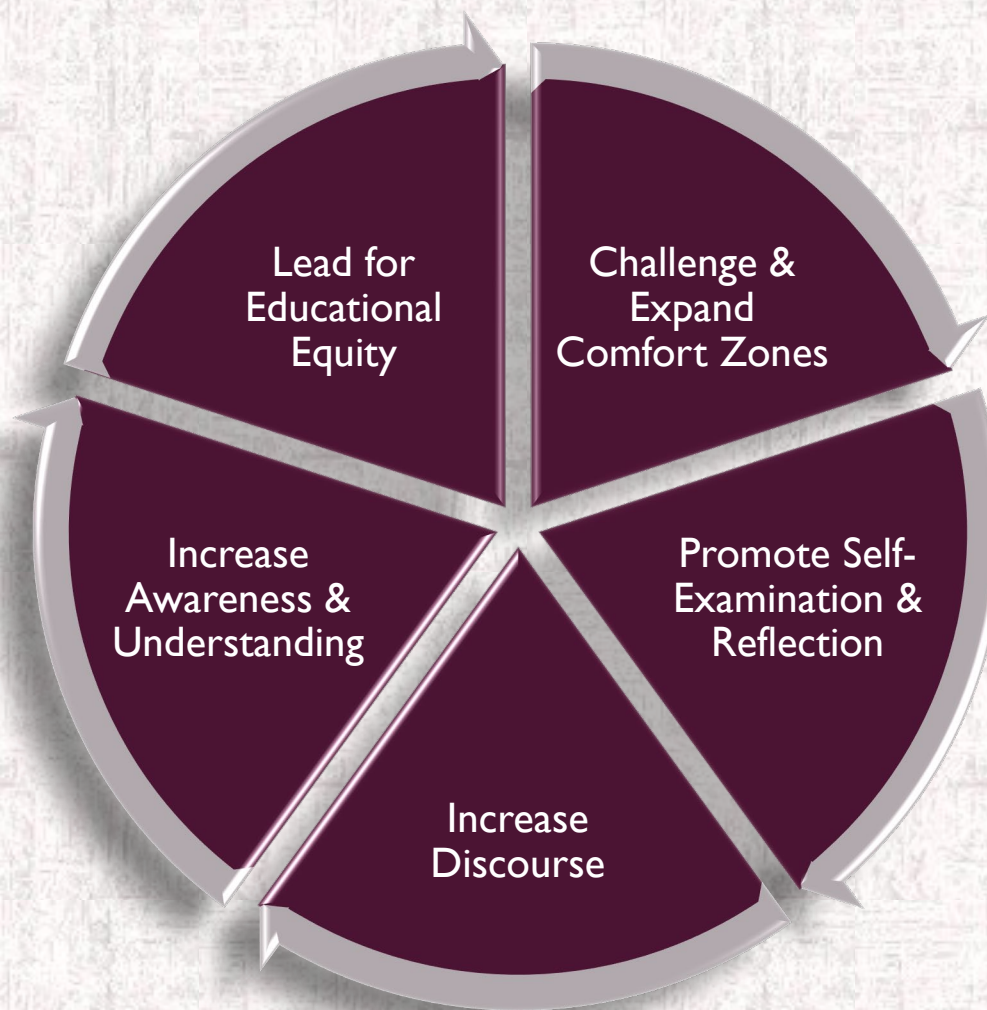 Lead for
Educational
Equity
Challenge &
Expand
Comfort Zones
Promote Self-
Examination &
Reflection
Increase
Discourse
Increase
Awareness &
Understanding